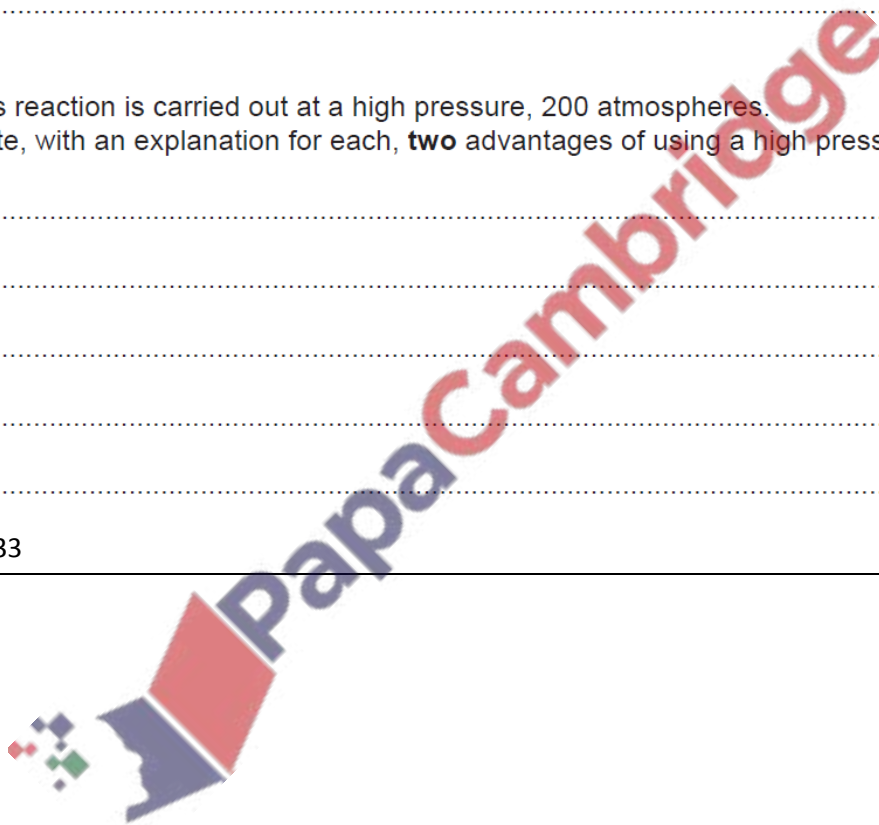 s reaction is carried out at a high pressure, 200 atmospheres.
te, with an explanation for each, two advantages of using a high press
33
PapaCambridge